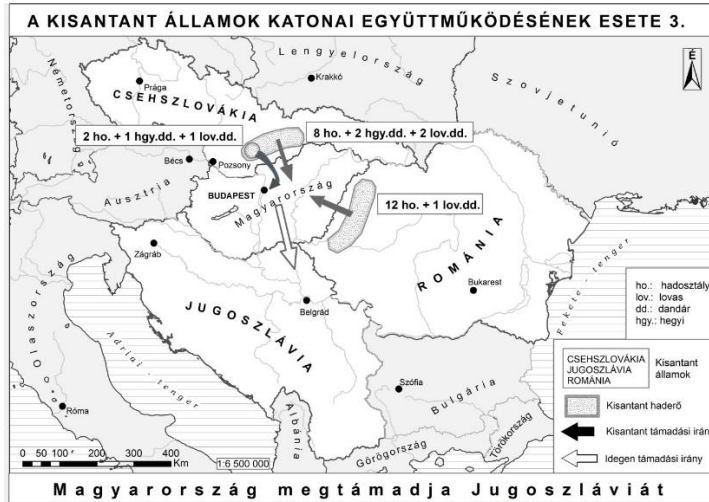 A KISANTANT ÁLLAMOK KATONAI EGYÜTTMŰKÖDÉSÉNEK ESETE 3.
Lengyelország
É
Németország
Krakkó
Prága
CSEHSZLOVÁKIA
Szovjetunió
2 ho. + 1 hgy.dd. + 1 lov.dd.
8 ho. + 2 hgy.dd. + 2 lov.dd.
Bécs
Pozsony
Ausztria
BUDAPEST
Magyarország
12 ho. + 1 lov.dd.
Zágráb
ROMÁNIA
Bukarest
JUGOSZLÁVIA
Belgrád
Olaszország
Adriai-tenger
Fekete-tenger
ho.: hadosztály
lov.: lovas
dd.: dandár
hgy.: hegyi
Szófia
Bulgária
Róma
Albánia
Görögország
Törökország
CSEHSZLOVÁKIA
JUGOSZLÁVIA
ROMÁNIA
Kisantant
államok
Kisantant haderő
Kisantant támadási irán
Idegen támadási irány
0 50 100 200 300 400
Km
1:6 500 000
Magyarország megtámadja Jugoszláviát